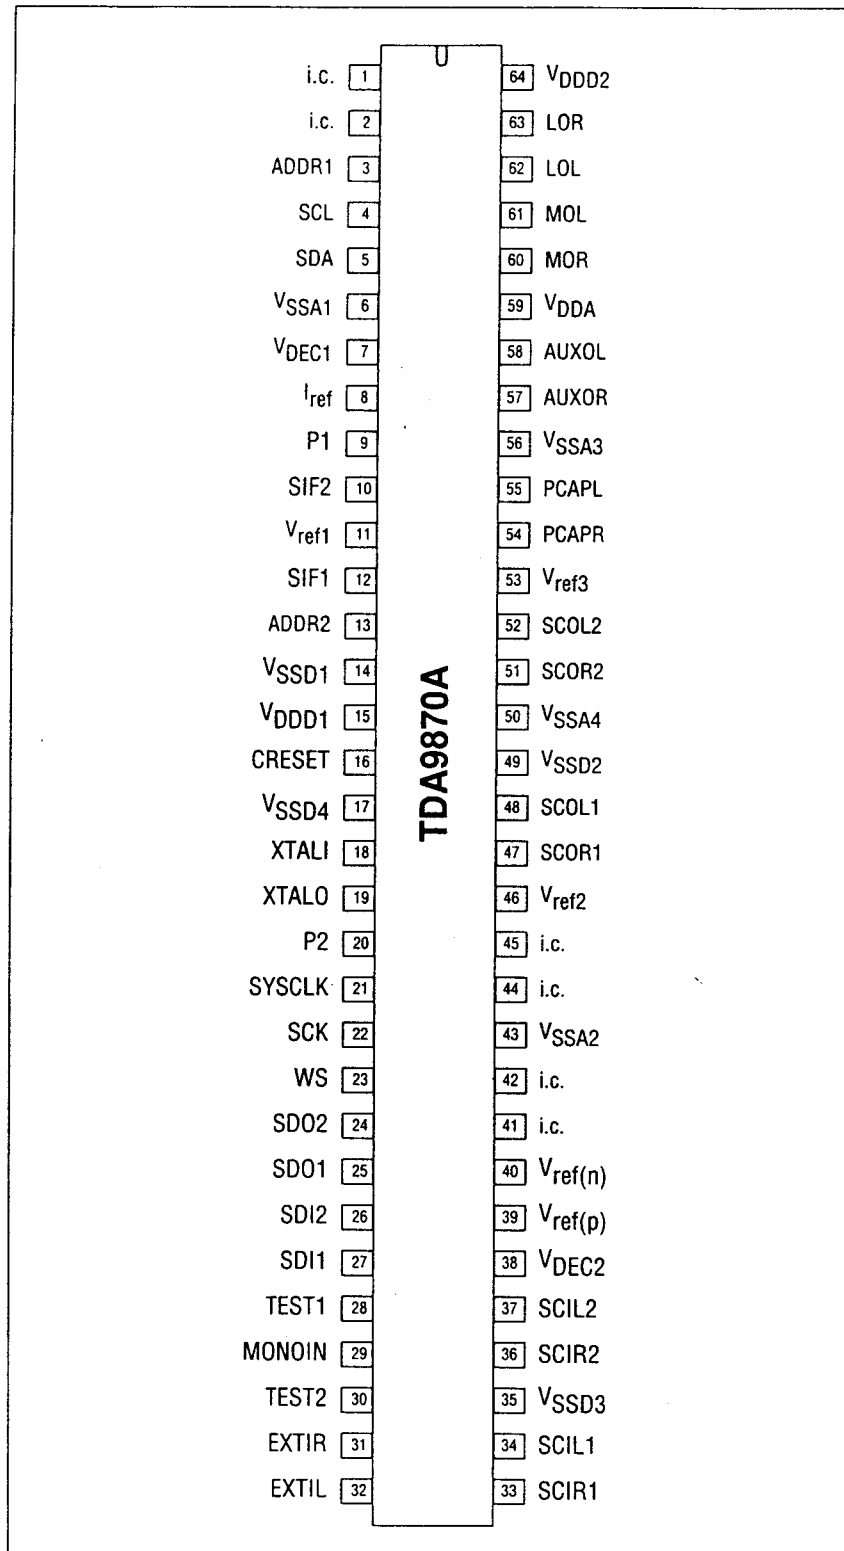 i.c. 1 64 VDDD2
i.c. 2 63 LOR
ADDR1 3 62 LOL
SCL 4 61 MOL
SDA 5 60 MOR
VSSA1 6 59 VDDA
VDEC1 7 58 AUXOL
Iref 8 57 AUXOR
P1 9 56 VSSA3
SIF2 10 55 PCAPL
Vref1 11 54 PCAPR
SIF1 12 53 Vref3
ADDR2 13 52 SCOL2
VSSD1 14 51 SCOR2
VDDD1 15 50 VSSA4
CRESET 16 49 VSSD2
VSSD4 17 48 SCOL1
XTALI 18 47 SCOR1
XTALO 19 46 Vref2
P2 20 45 i.c.
SYSCLK 21 44 i.c.
SCK 22 43 VSSA2
WS 23 42 i.c.
SDO2 24 41 i.c.
SDO1 25 40 Vref(n)
SDI2 26 39 Vref(p)
SDI1 27 38 VDEC2
TEST1 28 37 SCIL2
MONOIN 29 36 SCIR2
TEST2 30 35 VSSD3
EXTIR 31 34 SCIL1
EXTIL 32 33 SCIR1
TDA9870A